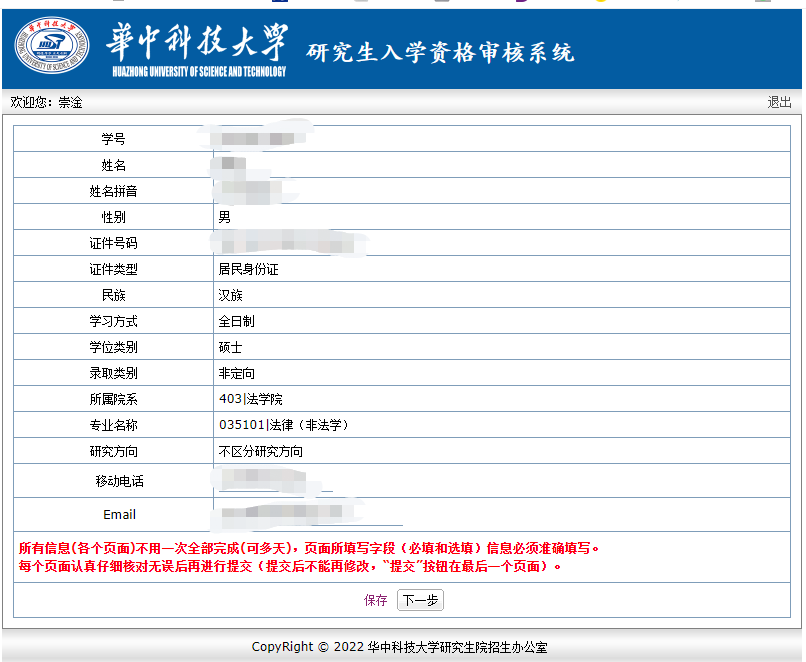 華中科技大学
HUAZHONG UNIVERSITY OF SCIENCE AND TECHNOLOGY
研究生入学资格审核系统
欢迎您：崇淦
退出
学号
姓名
姓名拼音
性别 男
证件号码
证件类型 居民身份证
民族 汉族
学习方式 全日制
学位类别 硕士
录取类别 非定向
所属院系 403|法学院
专业名称 035101|法律（非法学）
研究方向 不区分研究方向
移动电话
Email
所有信息(各个页面)不用一次全部完成(可多天)，页面所填写字段（必填和选填）信息必须准确填写。
每个页面认真仔细核对无误后再进行提交（提交后不能再修改，“提交”按钮在最后一个页面）。
保存 下一步
CopyRight © 2022 华中科技大学研究生院招生办公室